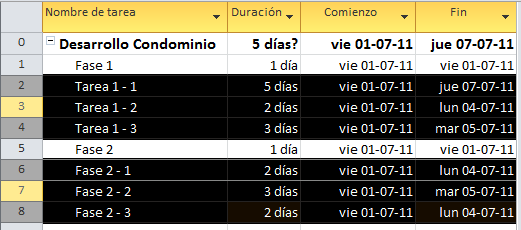 Nombre de tarea Duración Comienzo Fin
0 Desarrollo Condominio 5 días? vie 01-07-11 jue 07-07-11
1 Fase 1 1 día vie 01-07-11 vie 01-07-11
2 Tarea 1 - 1 5 días vie 01-07-11 jue 07-07-11
3 Tarea 1 - 2 2 días vie 01-07-11 lun 04-07-11
4 Tarea 1 - 3 3 días vie 01-07-11 mar 05-07-11
5 Fase 2 1 día vie 01-07-11 vie 01-07-11
6 Fase 2 - 1 2 días vie 01-07-11 lun 04-07-11
7 Fase 2 - 2 3 días vie 01-07-11 mar 05-07-11
8 Fase 2 - 3 2 días vie 01-07-11 lun 04-07-11